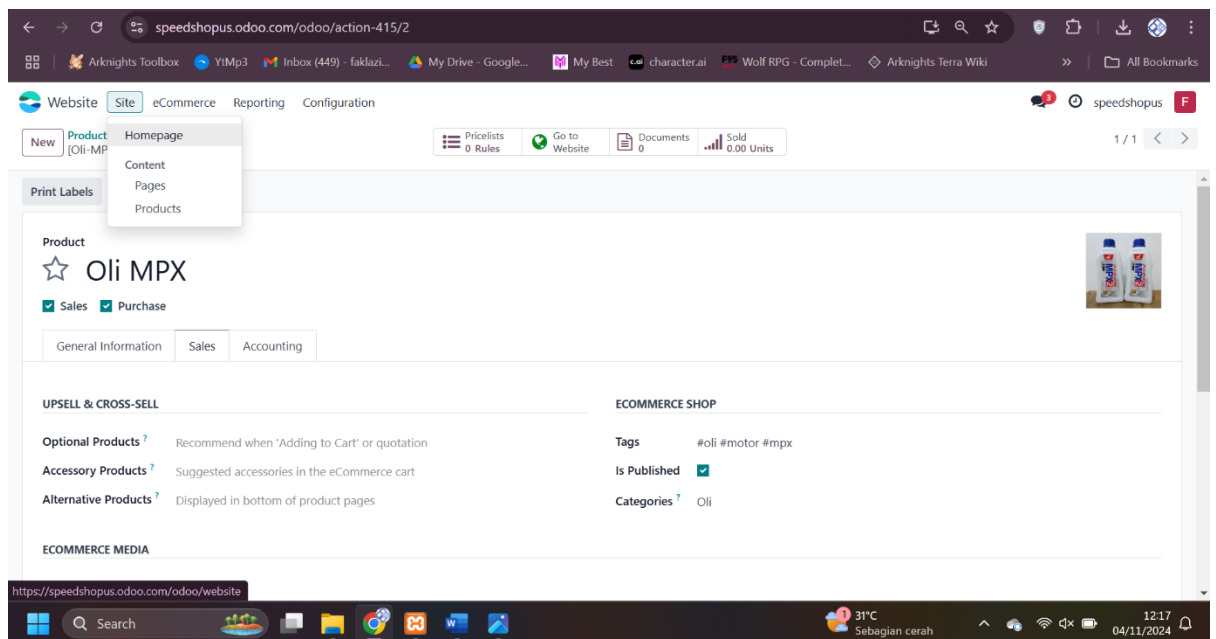 speedshopus.odoo.com/odoo/action-415/2
Arknights Toolbox YtMp3 Inbox (449) - faklazi... My Drive - Google... My Best c.ai character.ai F95 Wolf RPG - Complet... Arknights Terra Wiki » All Bookmarks
Website Site eCommerce Reporting Configuration 3 speedshopus F
New Product [Oli-MP
Homepage
Content
Pages
Products
Pricelists
0 Rules
Go to
Website
Documents
0
Sold
0.00 Units
1 / 1
Print Labels
Product
Oli MPX
Sales Purchase
General Information Sales Accounting
UPSELL & CROSS-SELL
Optional Products ? Recommend when 'Adding to Cart' or quotation
Accessory Products ? Suggested accessories in the eCommerce cart
Alternative Products ? Displayed in bottom of product pages
ECOMMERCE SHOP
Tags #oli #motor #mpx
Is Published
Categories ? Oli
ECOMMERCE MEDIA
https://speedshopus.odoo.com/odoo/website
Search
1 31°C
Sebagian cerah
12:17
04/11/2024